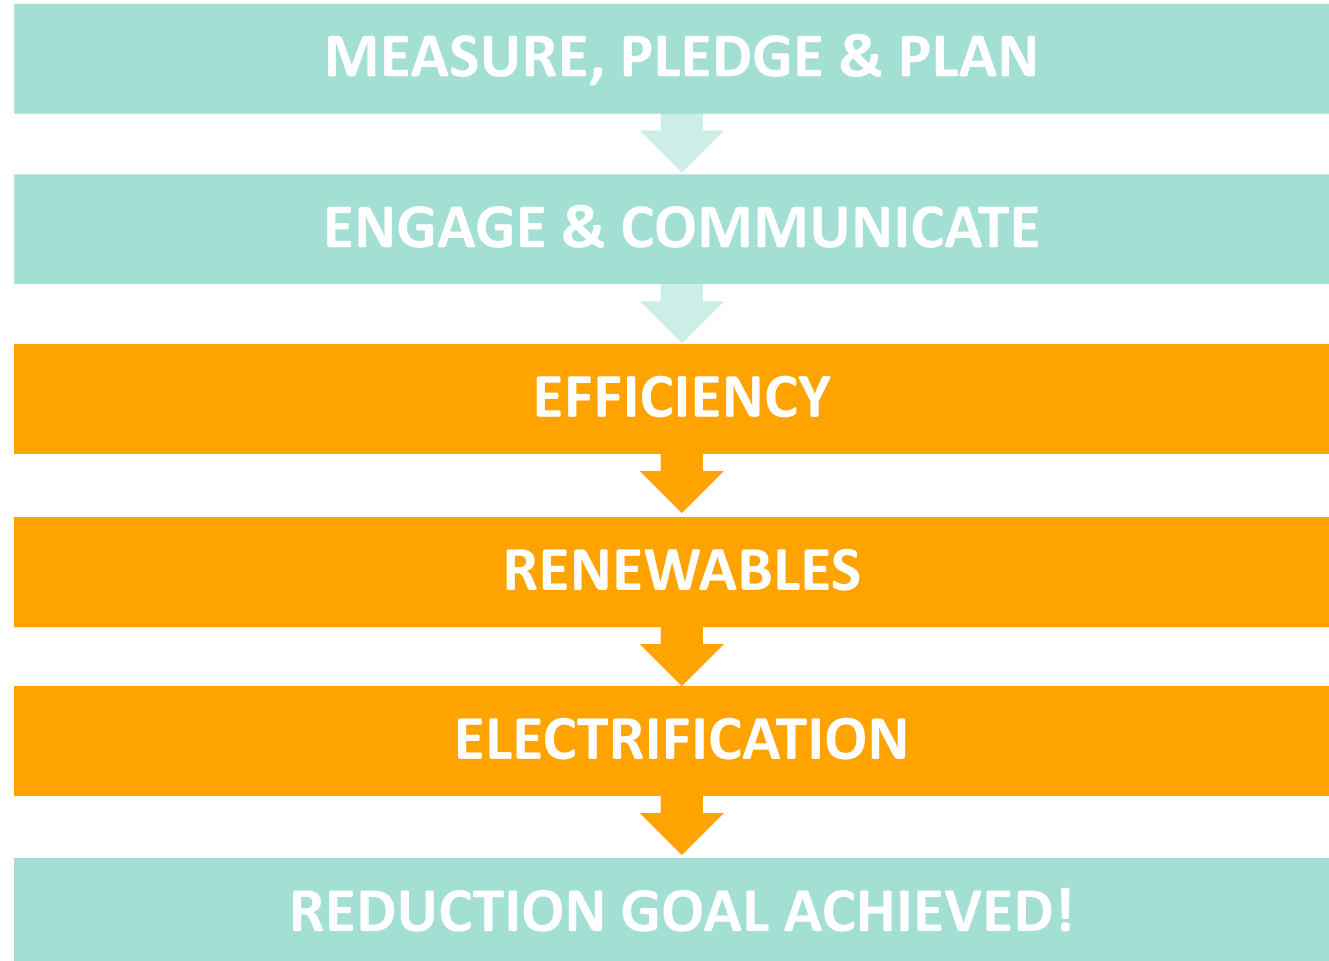 MEASURE, PLEDGE & PLAN
ENGAGE & COMMUNICATE
EFFICIENCY
RENEWABLES
ELECTRIFICATION
REDUCTION GOAL ACHIEVED!